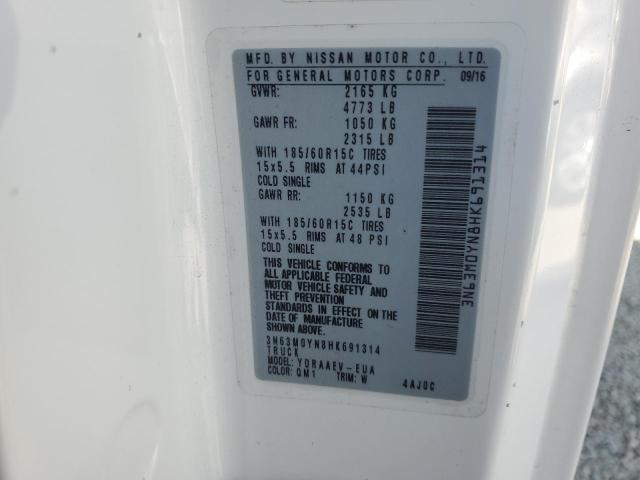 MFD. BY NISSAN MOTOR CO., LTD.
FOR GENERAL MOTORS CORP. 09/16
GVWR: 2165 KG
4773 LB
GAWR FR: 1050 KG
2315 LB
WITH 185/60R15C TIRES
15x5.5 RIMS AT 44PSI
COLD SINGLE
GAWR RR: 1150 KG
2535 LB
WITH 185/60R15C TIRES
15x5.5 RIMS AT 48 PSI
COLD SINGLE
THIS VEHICLE CONFORMS TO
ALL APPLICABLE FEDERAL
MOTOR VEHICLE SAFETY AND
THEFT PREVENTION
STANDARDS IN EFFECT ON THE
DATE OF MANUFACTURE
SHOWN ABOVE.
3N63M0YN8HK691314
TRUCK
MODEL: YDRAAEV-EUA
COLOR: QM1 TRIM: W 4AJ0C
3N63M0YN8HK691314